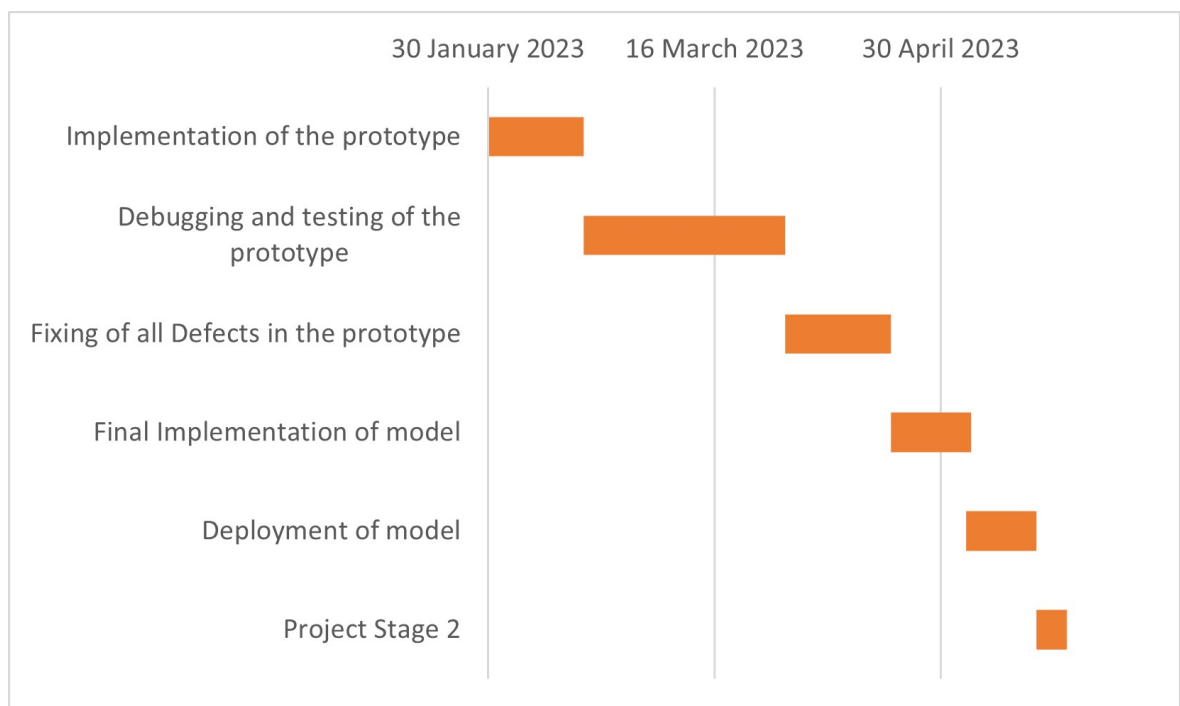 30 January 2023 16 March 2023 30 April 2023
Implementation of the prototype
Debugging and testing of the
prototype
Fixing of all Defects in the prototype
Final Implementation of model
Deployment of model
Project Stage 2